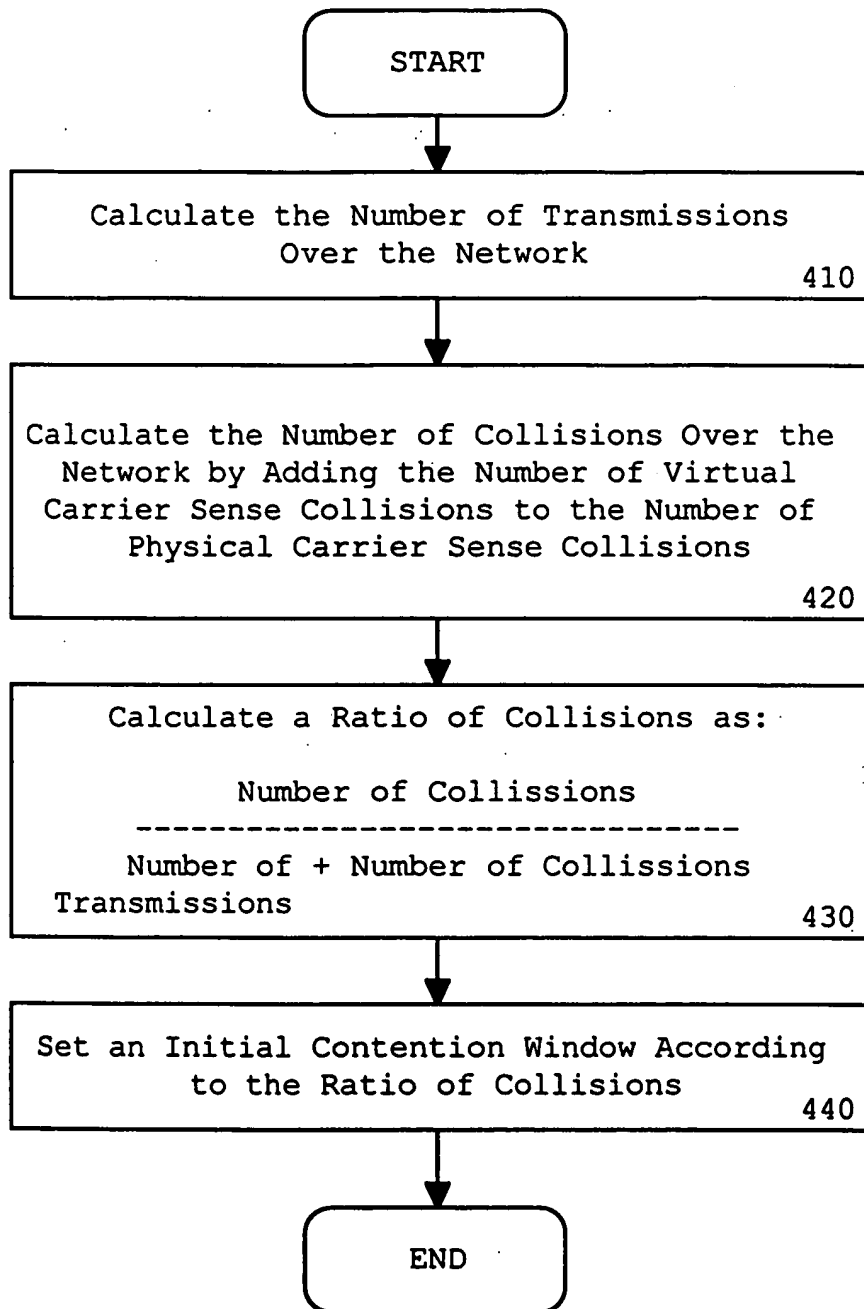 START
Calculate the Number of Transmissions
Over the Network
410
Calculate the Number of Collisions Over the
Network by Adding the Number of Virtual
Carrier Sense Collisions to the Number of
Physical Carrier Sense Collisions
420
Calculate a Ratio of Collisions as:
Number of Collissions
---------------------------------
Number of + Number of Collissions
Transmissions
430
Set an Initial Contention Window According
to the Ratio of Collisions
440
END